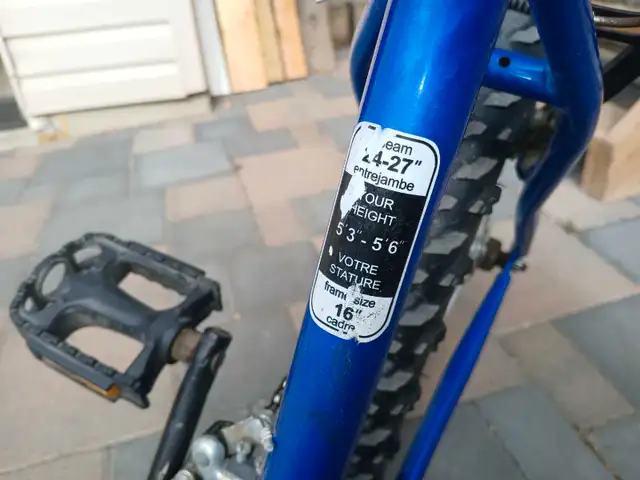 24-27"
entrejambe
YOUR
HEIGHT
5'3" - 5'6"
VOTRE
STATURE
frame size
16"
cadre